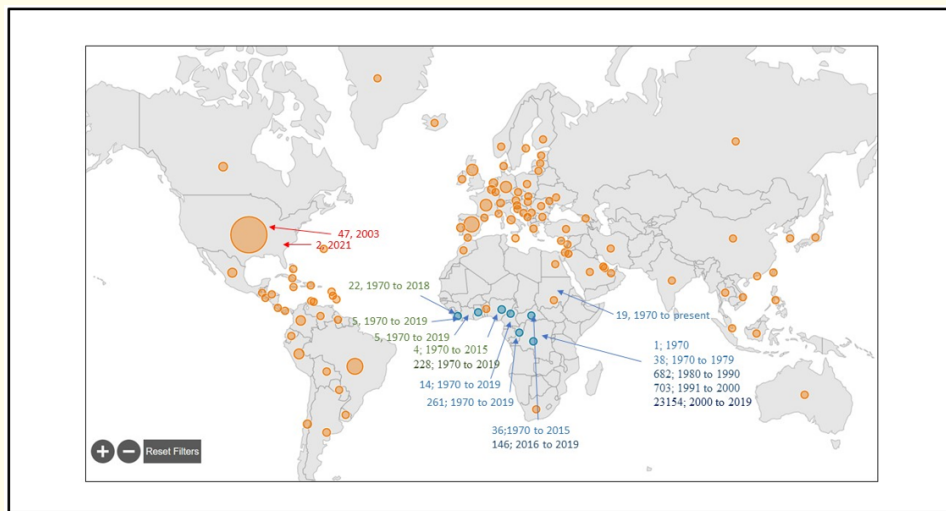 47, 2003
2, 2021
22, 1970 to 2018
5, 1970 to 2019
5, 1970 to 2019
4; 1970 to 2015
228; 1970 to 2019
14; 1970 to 2019
261; 1970 to 2019
36;1970 to 2015
146; 2016 to 2019
19, 1970 to present
1; 1970
38; 1970 to 1979
682; 1980 to 1990
703; 1991 to 2000
23154; 2000 to 2019
Reset Filters